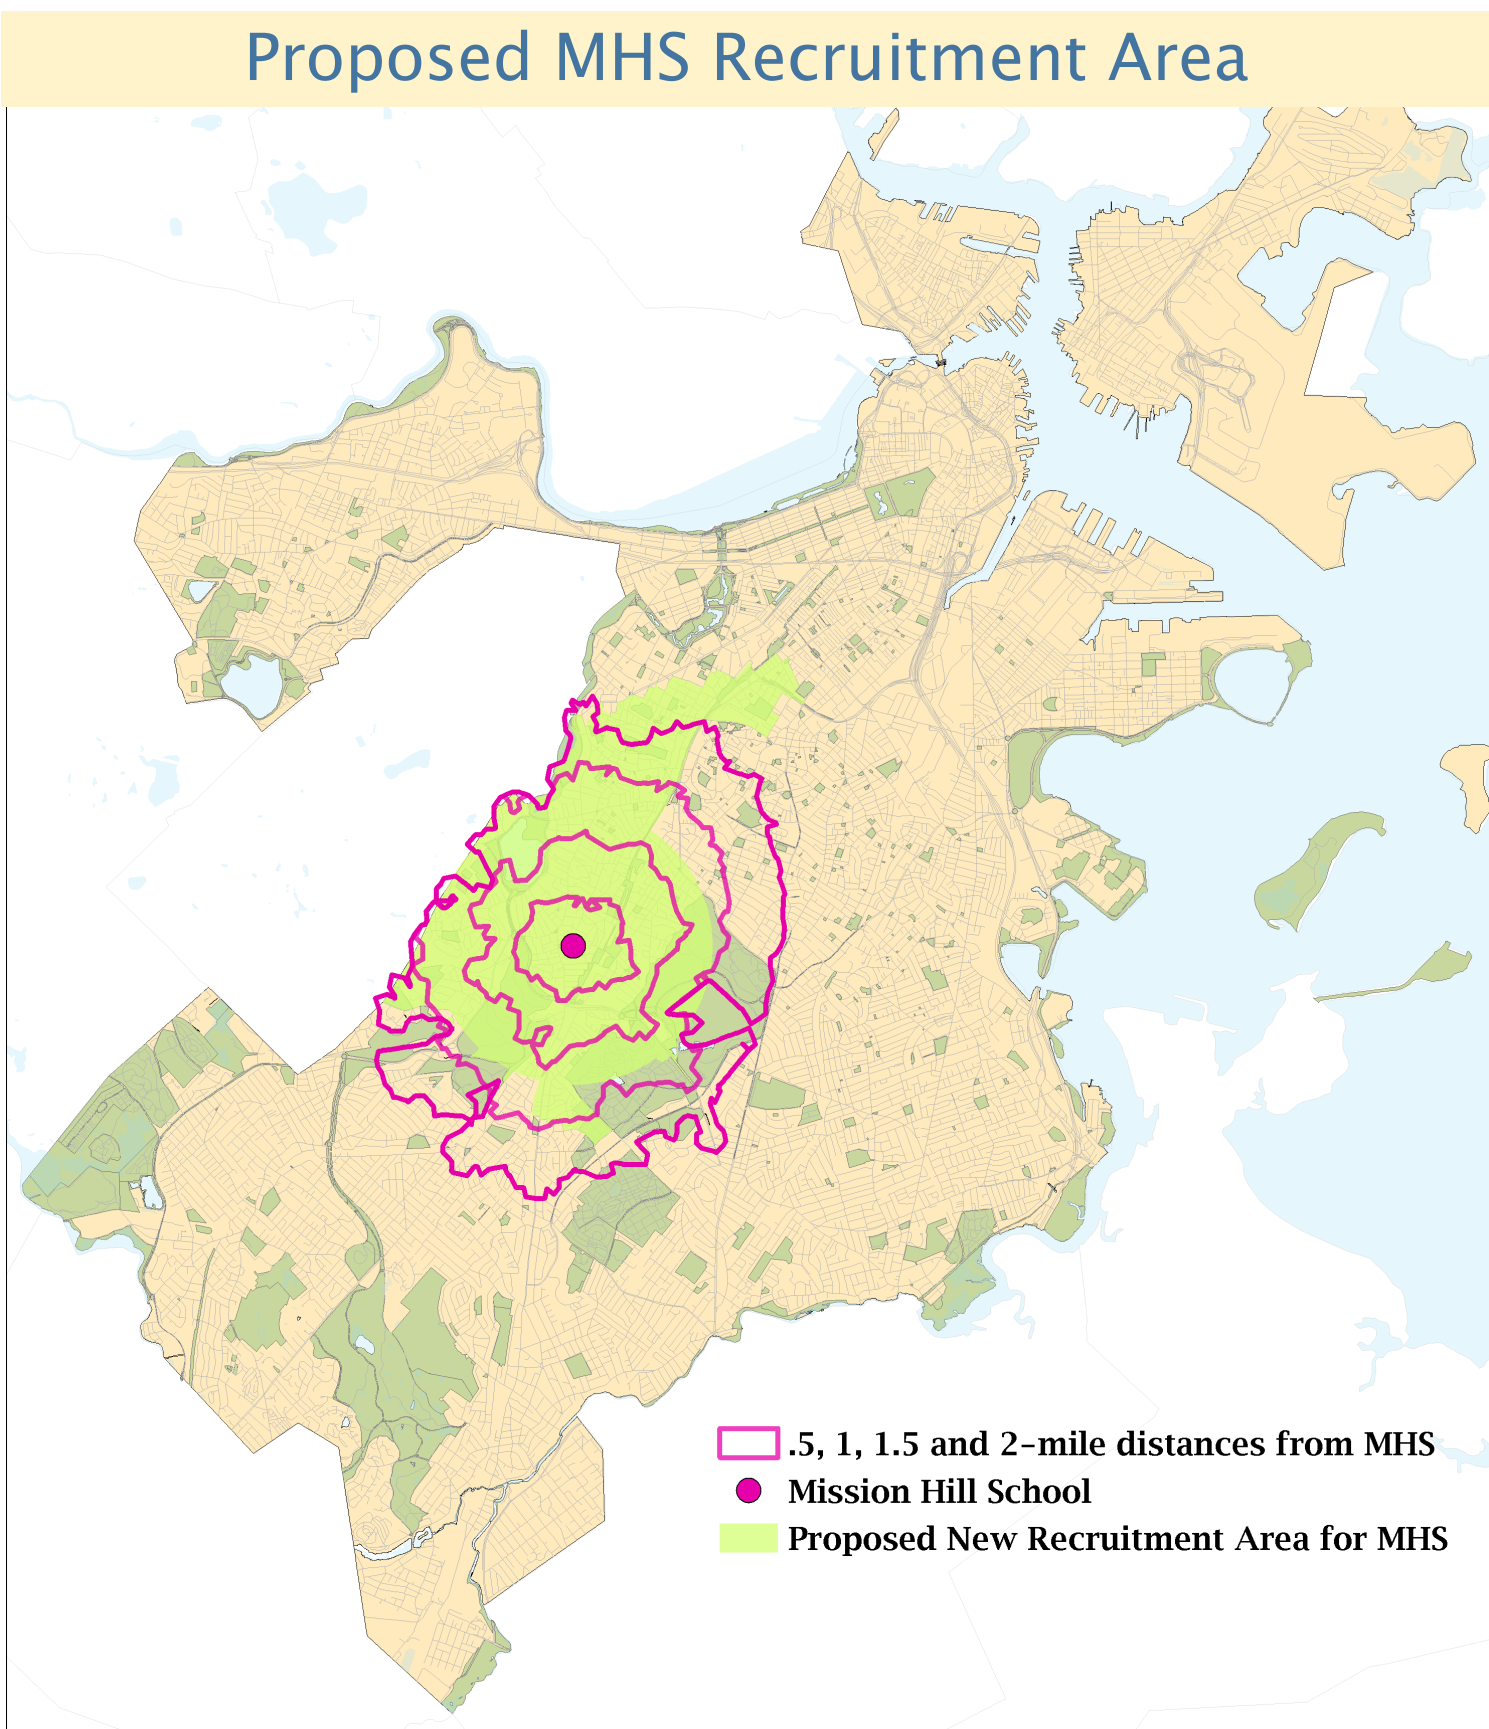 Proposed MHS Recruitment Area
.5, 1, 1.5 and 2-mile distances from MHS
Mission Hill School
Proposed New Recruitment Area for MHS